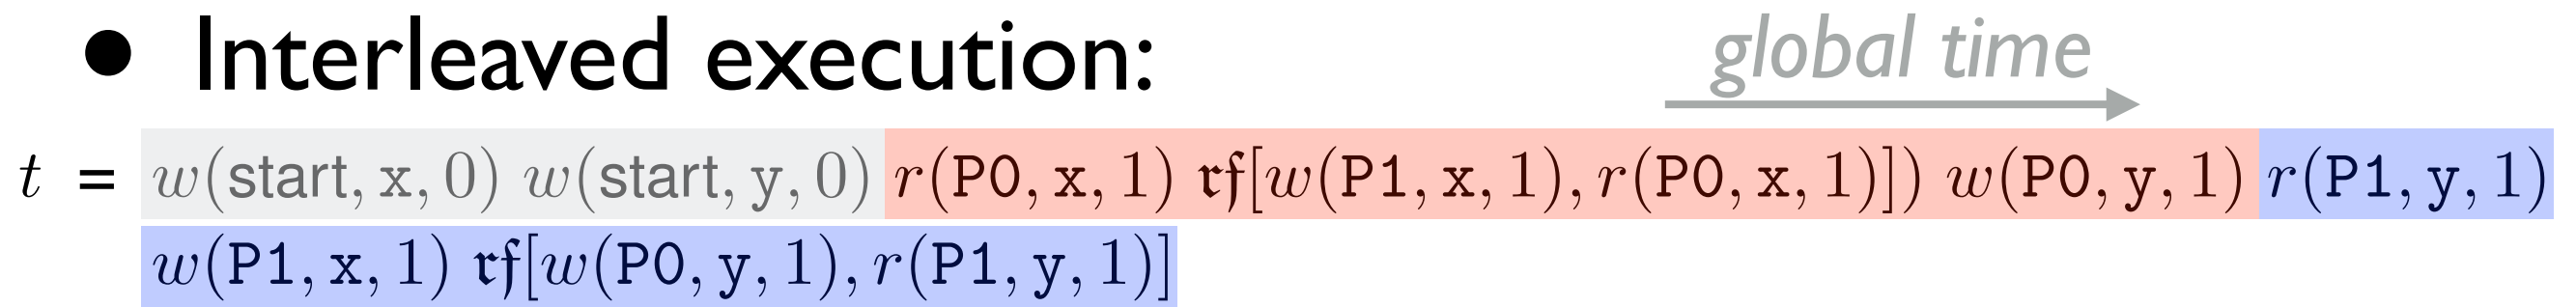 • Interleaved execution:
global time
t = w(start, x, 0) w(start, y, 0) r(P0, x, 1) 𝔯𝔣[w(P1, x, 1), r(P0, x, 1)]) w(P0, y, 1) r(P1, y, 1)
w(P1, x, 1) 𝔯𝔣[w(P0, y, 1), r(P1, y, 1)]